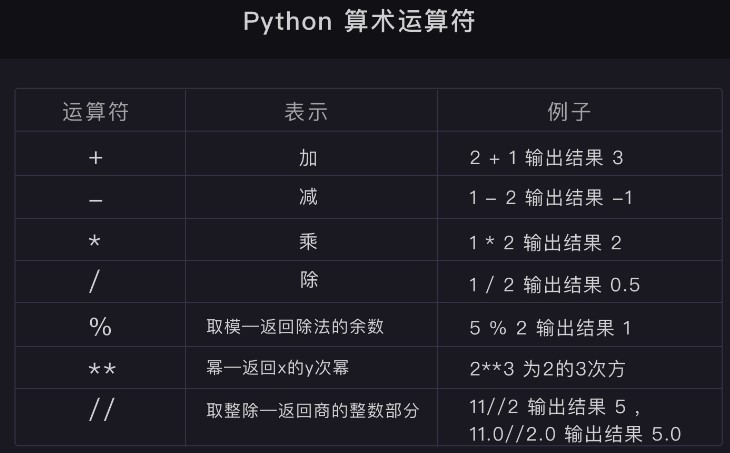 Python 算术运算符
运算符 表示 例子
+ 加 2 + 1 输出结果 3
– 减 1 – 2 输出结果 –1
* 乘 1 * 2 输出结果 2
/ 除 1 / 2 输出结果 0.5
% 取模—返回除法的余数 5 % 2 输出结果 1
** 幂—返回x的y次幂 2**3 为2的3次方
// 取整除—返回商的整数部分 11//2 输出结果 5 ,
11.0//2.0 输出结果 5.0